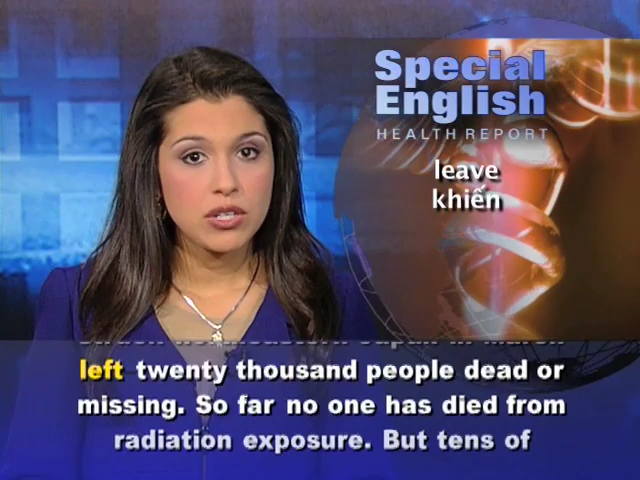 Special
English
HEALTH REPORT
leave
khiến
left twenty thousand people dead or
missing. So far no one has died from
radiation exposure. But tens of